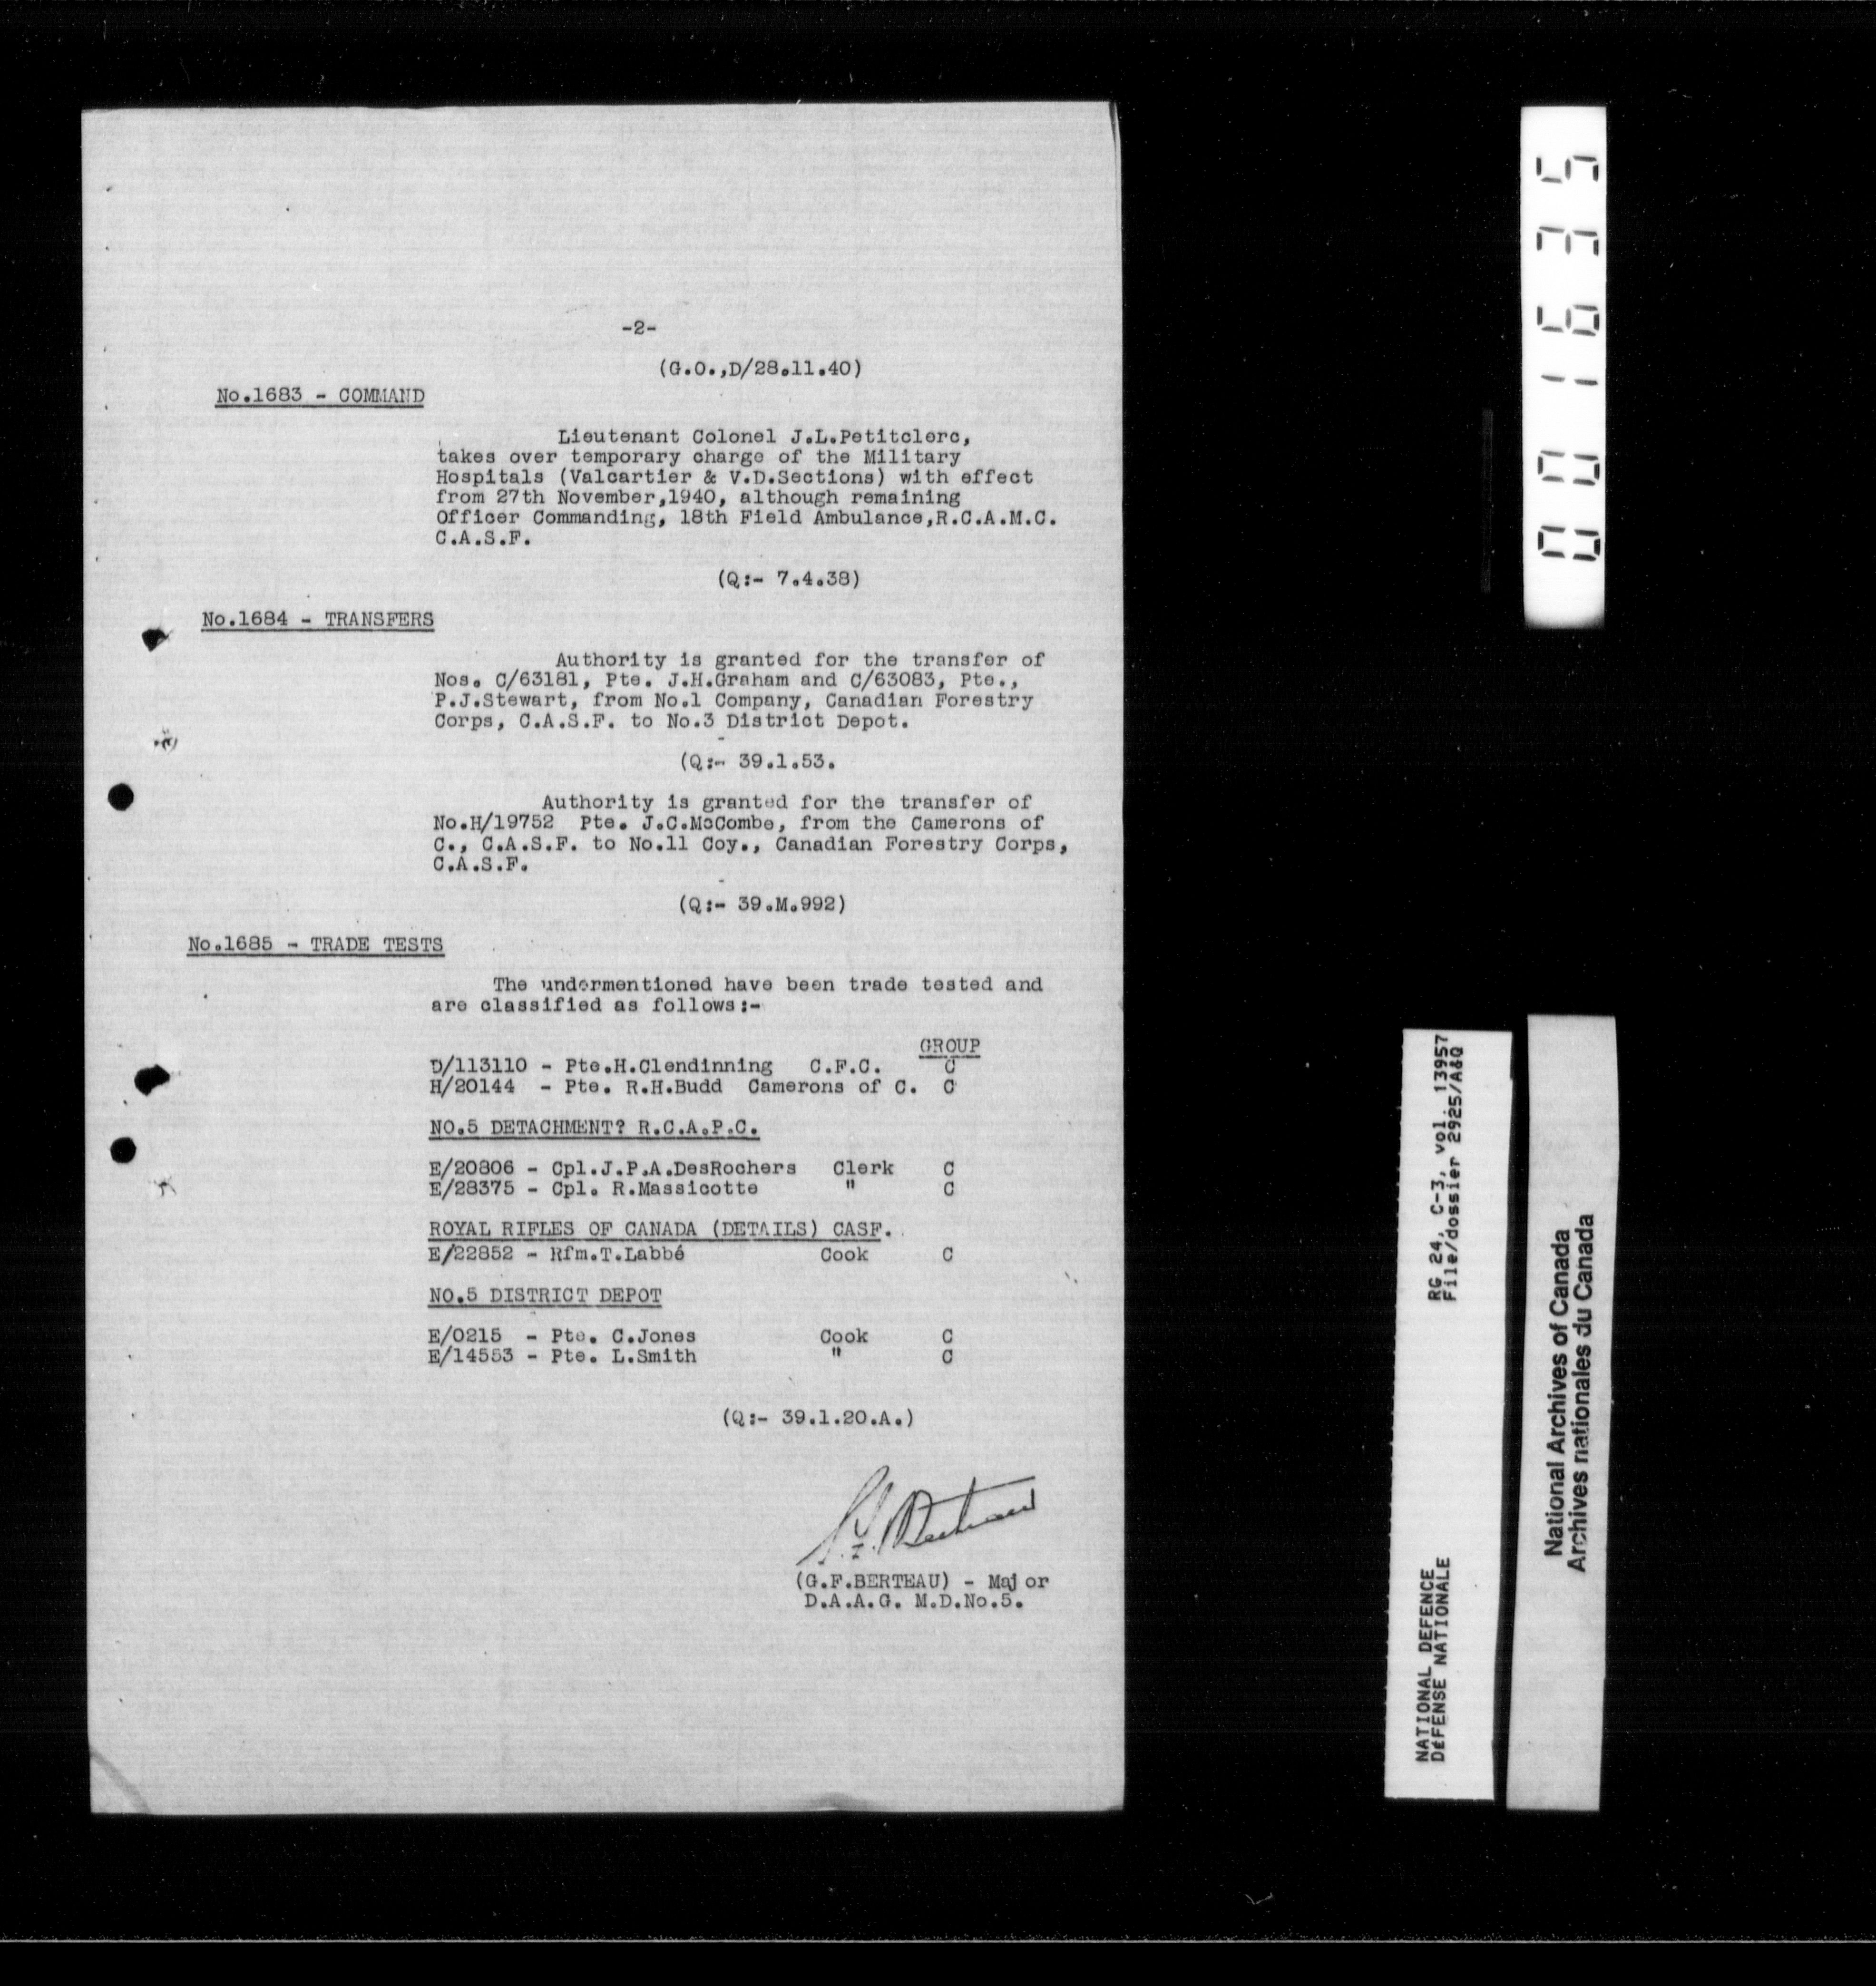 -2-
(G.O.,D/28.11.40)
No.1683 - COMMAND
Lieutenant Colonel J.L.Petitclerc,
takes over temporary charge of the Military
Hospitals (Valcartier & V.D.Sections) with effect
from 27th November,1940, although remaining
Officer Commanding, 18th Field Ambulance,R.C.A.M.C.
C.A.S.F.
(Q:- 7.4.38)
No.1684 - TRANSFERS
Authority is granted for the transfer of
Nos. C/63181, Pte. J.H.Graham and C/63083, Pte.,
P.J.Stewart, from No.1 Company, Canadian Forestry
Corps, C.A.S.F. to No.3 District Depot.
(Q:- 39.1.53.
Authority is granted for the transfer of
No.H/19752 Pte. J.C.McCombe, from the Camerons of
C., C.A.S.F. to No.11 Coy., Canadian Forestry Corps,
C.A.S.F.
(Q:- 39.M.992)
No.1685 - TRADE TESTS
The undermentioned have been trade tested and
are classified as follows:-
GROUP
D/113110 - Pte.H.Clendinning C.F.C. C
H/20144 - Pte. R.H.Budd Camerons of C. C
NO.5 DETACHMENT? R.C.A.P.C.
E/20806 - Cpl.J.P.A.DesRochers Clerk C
E/28375 - Cpl. R.Massicotte " C
ROYAL RIFLES OF CANADA (DETAILS) CASF.
E/22852 - Rfm.T.Labbé Cook C
NO.5 DISTRICT DEPOT
E/0215 - Pte. C.Jones Cook C
E/14553 - Pte. L.Smith " C
(Q:- 39.1.20.A.)
G.F. Berteau
(G.F.BERTEAU) - Major
D.A.A.G. M.D.No.5.
001635
NATIONAL DEFENCE RG 24, C-3, vol. 13957
DÉFENSE NATIONALE File/dossier 2925/A&Q
National Archives of Canada
Archives nationales du Canada